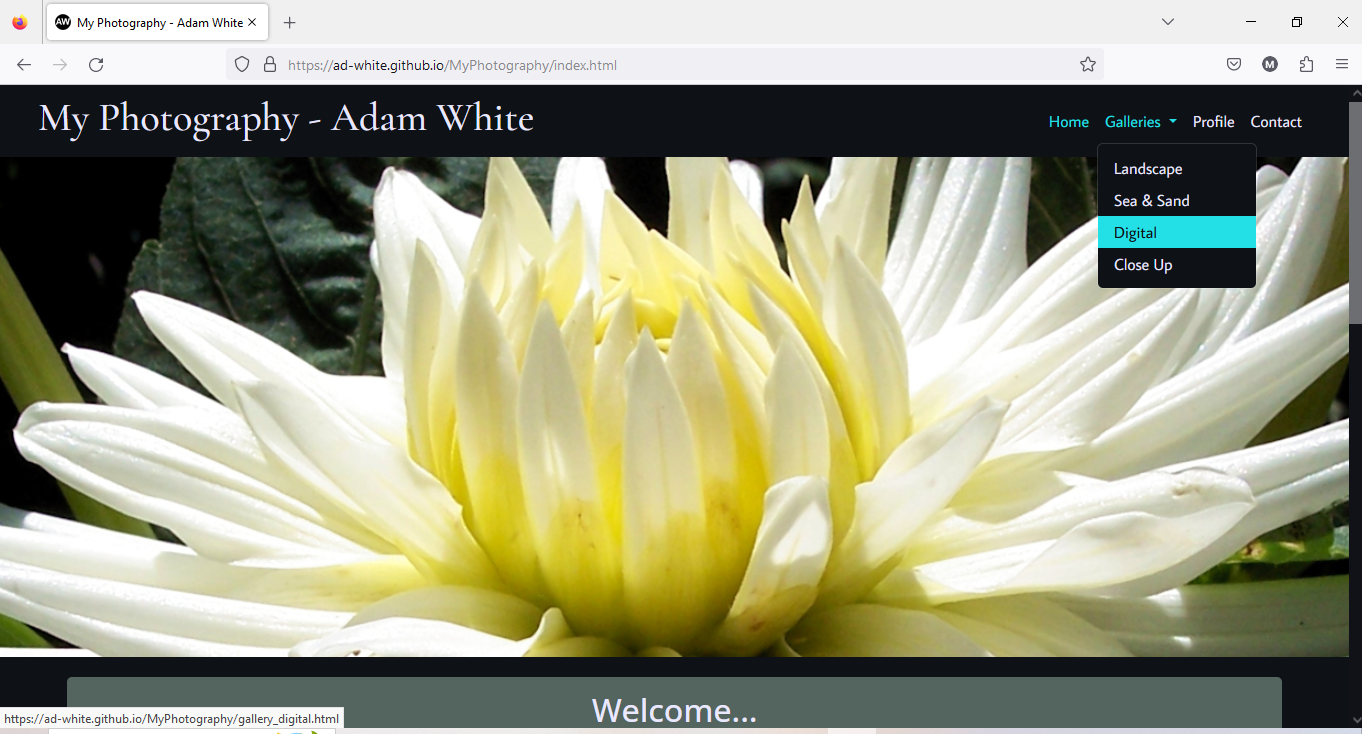 AW My Photography - Adam White
https://ad-white.github.io/MyPhotography/index.html
M
My Photography - Adam White
Home Galleries Profile Contact
Landscape
Sea & Sand
Digital
Close Up
Welcome...
https://ad-white.github.io/MyPhotography/gallery_digital.html